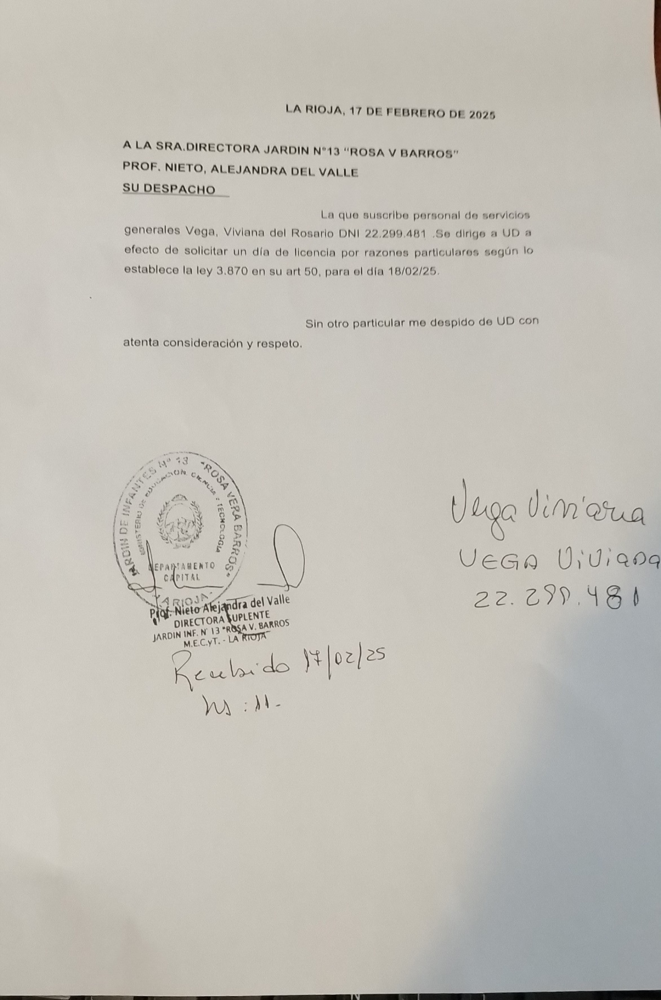 LA RIOJA, 17 DE FEBRERO DE 2025
A LA SRA.DIRECTORA JARDIN N°13 "ROSA V BARROS"
PROF. NIETO, ALEJANDRA DEL VALLE
SU DESPACHO
La que suscribe personal de servicios
generales Vega, Viviana del Rosario DNI 22.299.481 .Se dirige a UD a
efecto de solicitar un día de licencia por razones particulares según lo
establece la ley 3.870 en su art 50, para el día 18/02/25.
Sin otro particular me despido de UD con
atenta consideración y respeto.
JARDIN DE INFANTES Nº 13 "ROSA VERA BARROS"
MINISTERIO DE EDUCACION, CIENCIA Y TECNOLOGIA
DEPARTAMENTO
CAPITAL
LA RIOJA
Vega Viviana
VEGA ViViana
22.299.481
Prof. Nieto Alejandra del Valle
DIRECTORA SUPLENTE
JARDIN INF. N° 13 "ROSA V. BARROS
M.E.C.yT. - LA RIOJA
Recibido 17/02/25
hs : 11-